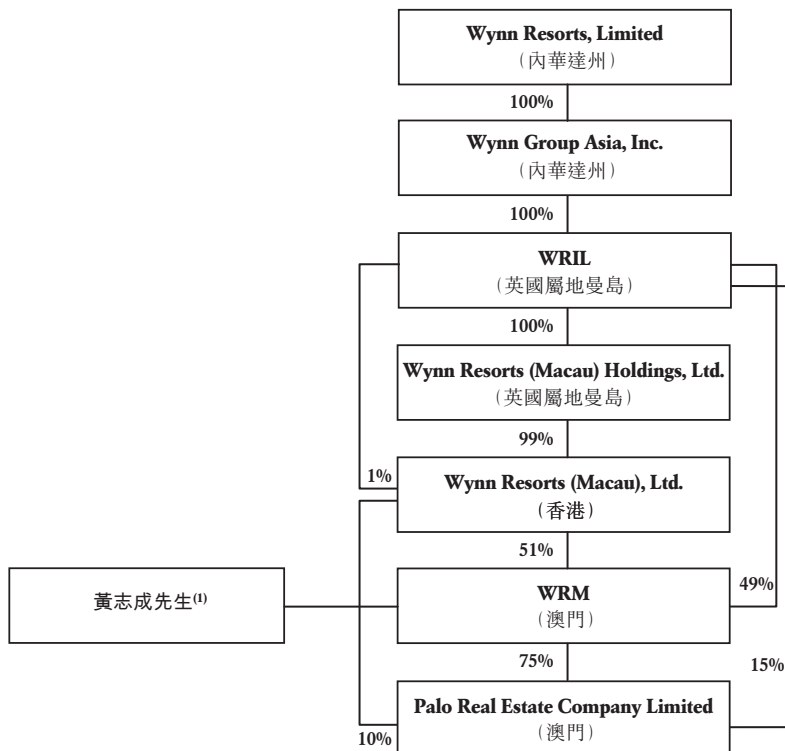 Wynn Resorts, Limited
(內華達州)
100%
Wynn Group Asia, Inc.
(內華達州)
100%
WRIL
(英國屬地曼島)
100%
Wynn Resorts (Macau) Holdings, Ltd.
(英國屬地曼島)
99%
1%
Wynn Resorts (Macau), Ltd.
(香港)
51%
黃志成先生(1)
WRM
(澳門)
49%
75%
15%
Palo Real Estate Company Limited
(澳門)
10%